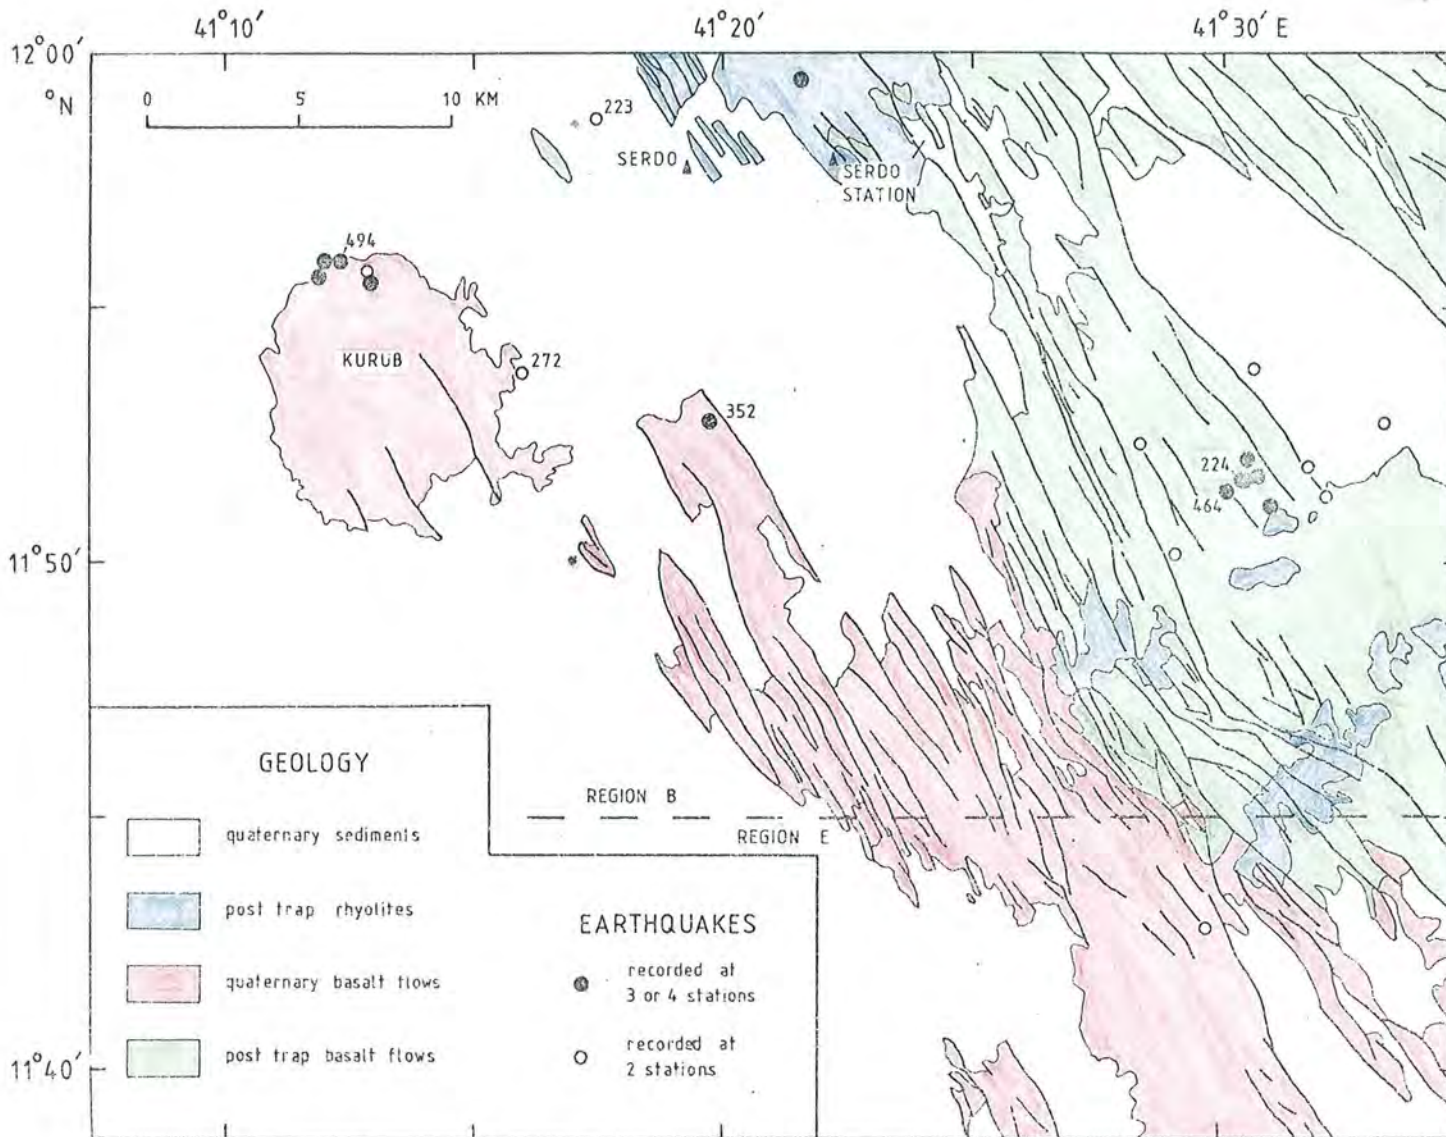 41°10′ 41°20′ 41°30′ E
12°00′
°N
0 5 10 KM
223
SERDO
SERDO
STATION
494
KURUB
272
352
224
464
11°50′
REGION B
REGION E
GEOLOGY
quaternary sediments
post trap rhyolites
quaternary basalt flows
post trap basalt flows
EARTHQUAKES
recorded at
3 or 4 stations
recorded at
2 stations
11°40′